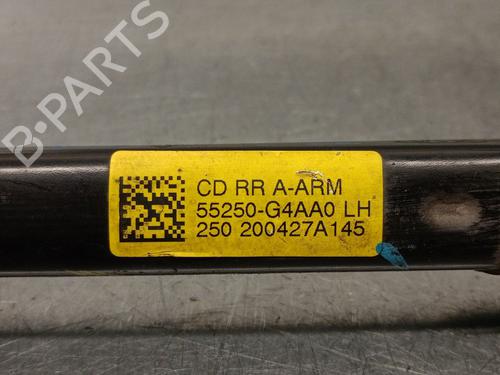 B-PARTS
CD RR A-ARM
55250-G4AA0 LH
250 200427A145